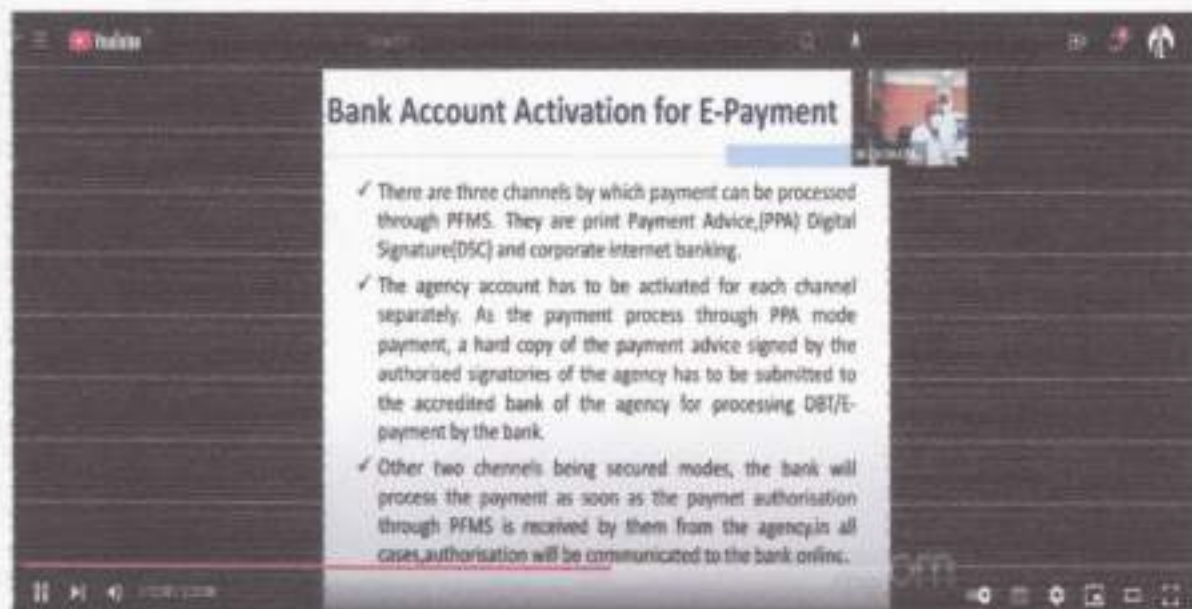 YouTube
Bank Account Activation for E-Payment
✓ There are three channels by which payment can be processed
through PFMS. They are print Payment Advice,(PPA) Digital
Signature(DSC) and corporate internet banking.
✓ The agency account has to be activated for each channel
separately. As the payment process through PPA mode
payment, a hard copy of the payment advice signed by the
authorised signatories of the agency has to be submitted to
the accredited bank of the agency for processing DBT/E-
payment by the bank.
✓ Other two chennels being secured modes, the bank will
process the payment as soon as the paymet authorisation
through PFMS is received by them from the agency.in all
cases,authorisation will be communicated to the bank online.
om